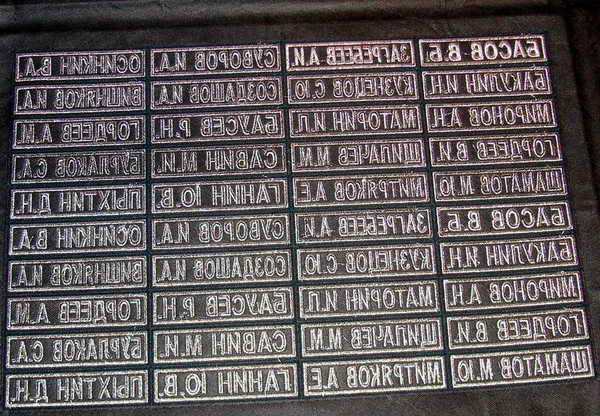 ОСИНКИН В.А. СУВОРОВ И.А. ЗАГРЕБЕЕВ А.И. БАСОВ В.Б.
ВИШНЯКОВ И.А. СОЗДАШОВ И.А. КУЗНЕЦОВ С.Ю. БАКУЛИН И.Н.
ГОРДЕЕВ А.М. БАУСЕВ Р.Н. МАТОРИН И.Л. МИРОНОВ А.Н.
БУРЛАКОВ С.А. САВИН М.И. ШИПАЧЕВ М.М. ГОРДЕЕВ В.И.
ПЫХТИН Д.Н. ГАНИН Ю.В. МИТРЯКОВ А.Е. ШАМАТОВ М.Ю.
ОСИНКИН В.А. СУВОРОВ И.А. ЗАГРЕБЕЕВ А.И. БАСОВ В.Б.
ВИШНЯКОВ И.А. СОЗДАШОВ И.А. КУЗНЕЦОВ С.Ю. БАКУЛИН И.Н.
ГОРДЕЕВ А.М. БАУСЕВ Р.Н. МАТОРИН И.Л. МИРОНОВ А.Н.
БУРЛАКОВ С.А. САВИН М.И. ШИПАЧЕВ М.М. ГОРДЕЕВ В.И.
ПЫХТИН Д.Н. ГАНИН Ю.В. МИТРЯКОВ А.Е. ШАМАТОВ М.Ю.